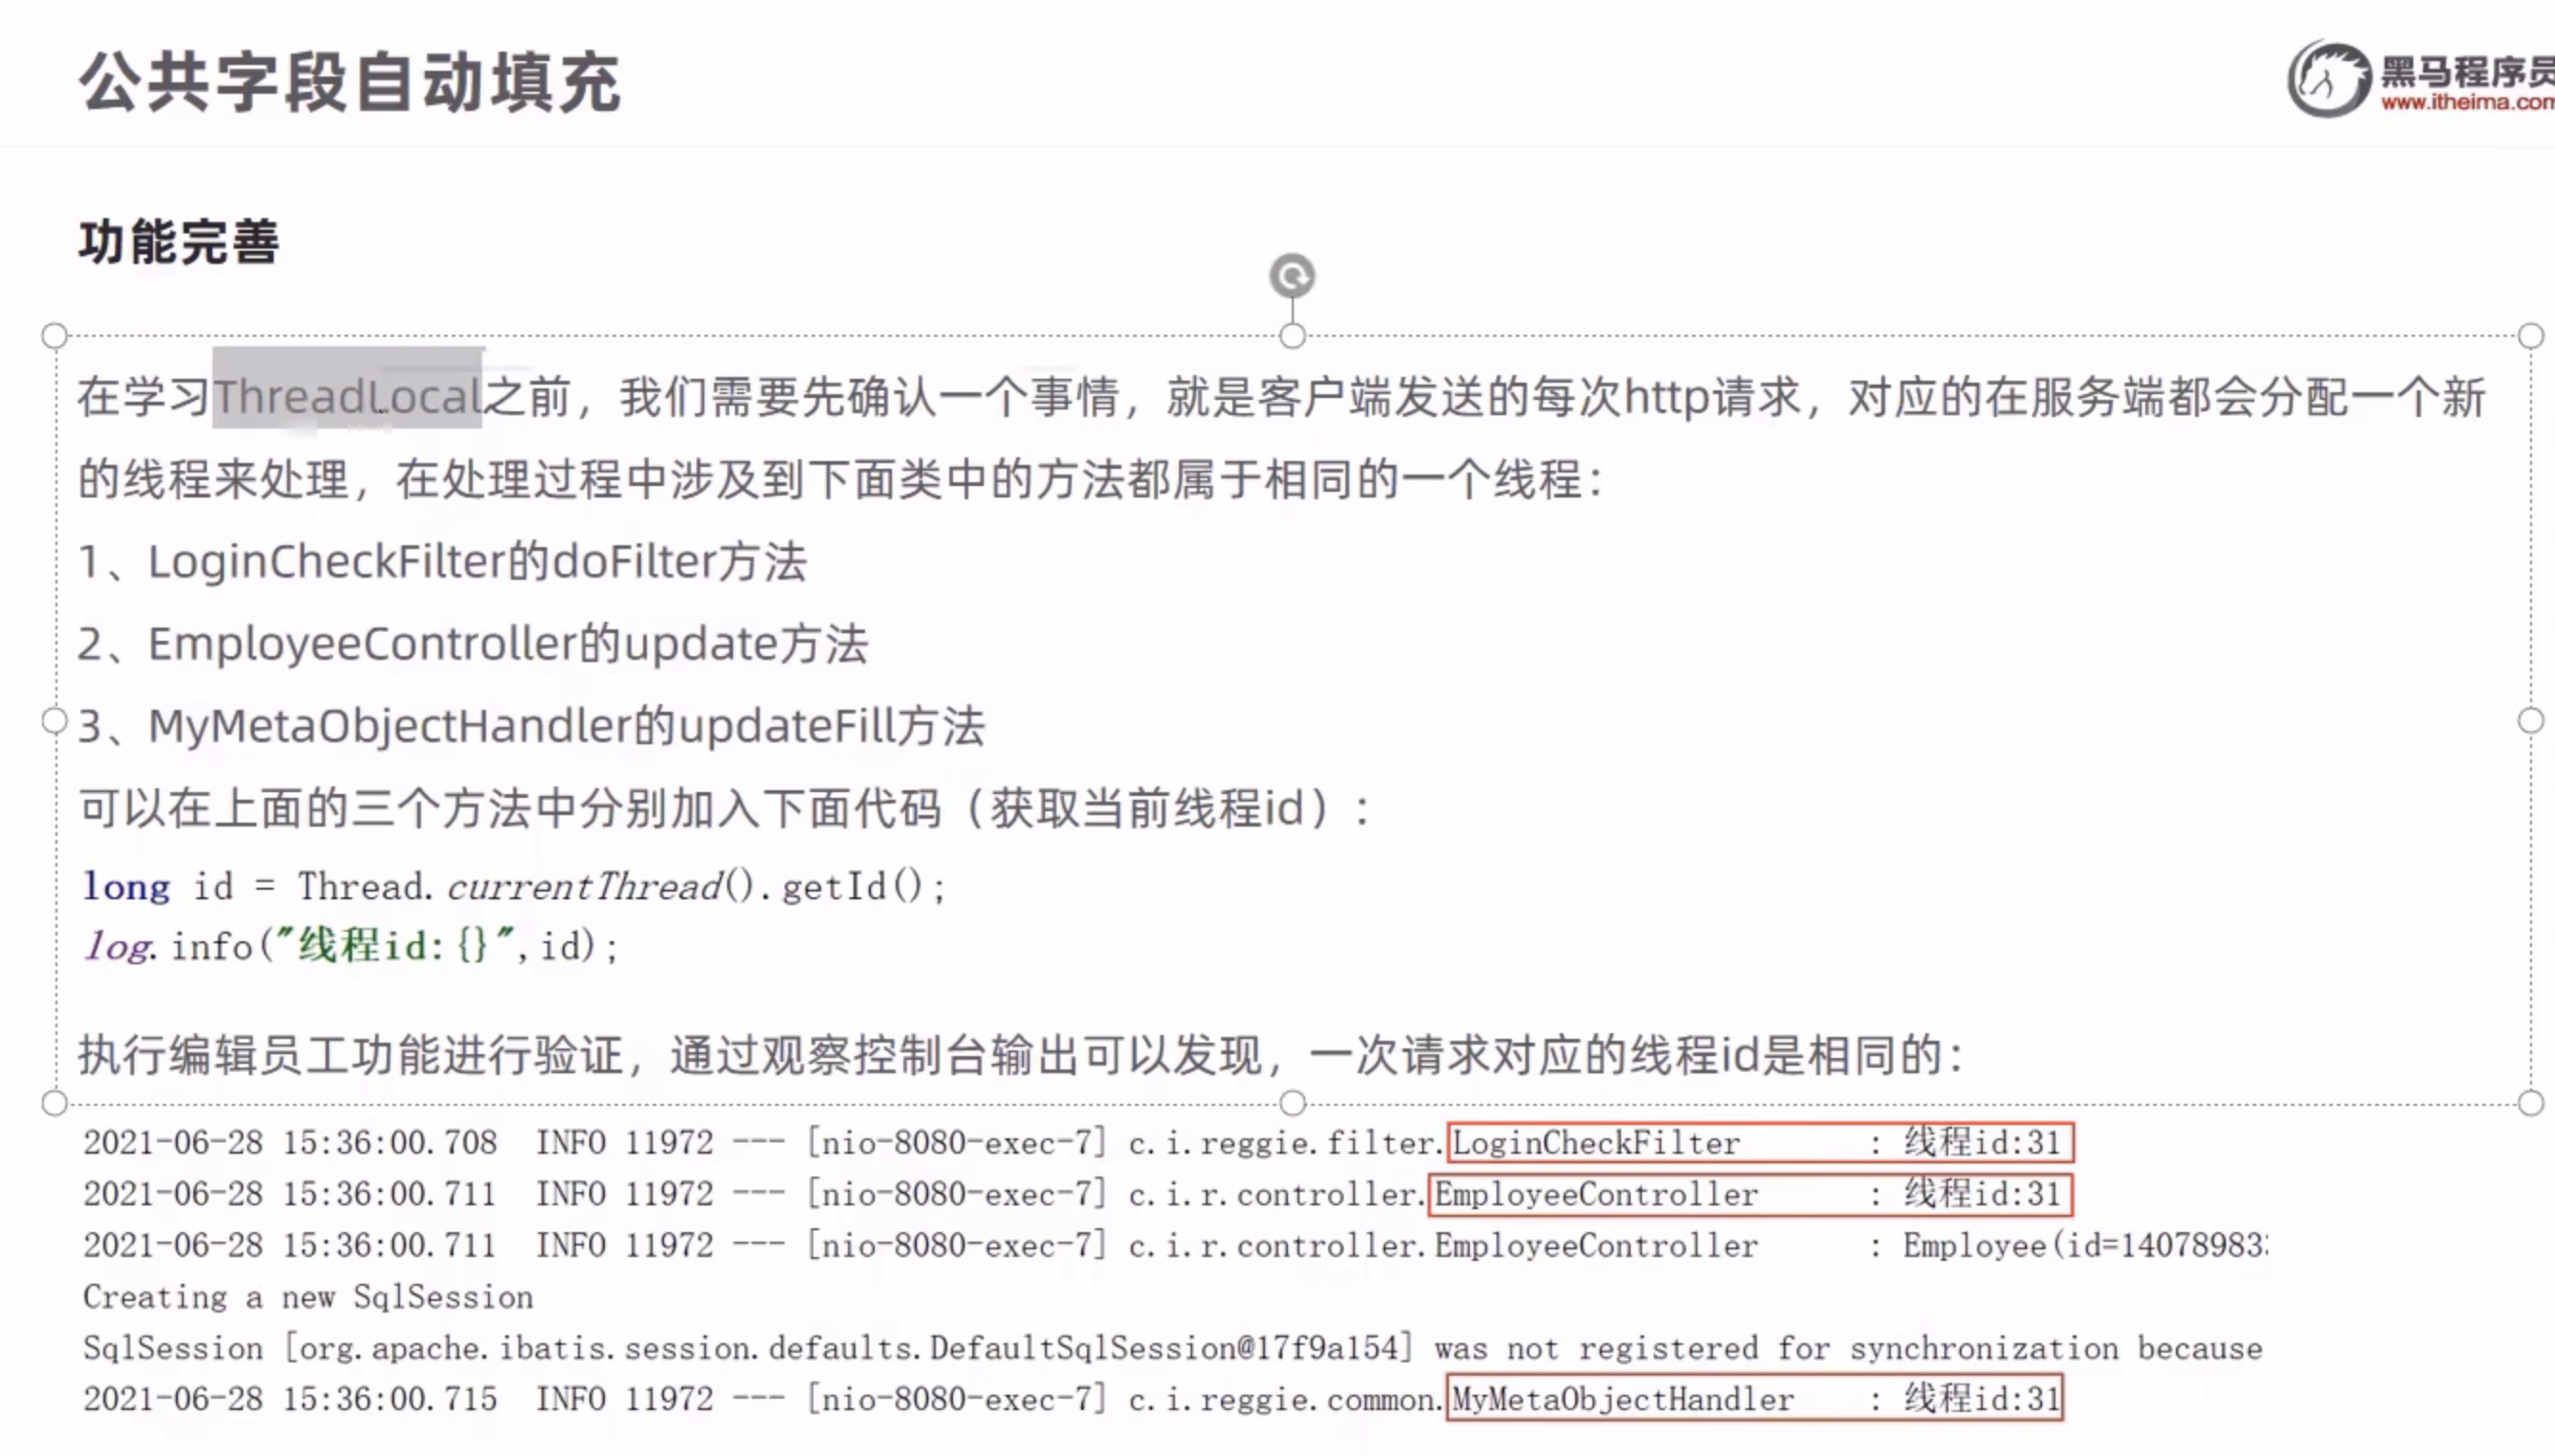 公共字段自动填充
黑马程序员
www.itheima.com
功能完善
在学习ThreadLocal之前，我们需要先确认一个事情，就是客户端发送的每次http请求，对应的在服务端都会分配一个新
的线程来处理，在处理过程中涉及到下面类中的方法都属于相同的一个线程：
1、LoginCheckFilter的doFilter方法
2、EmployeeController的update方法
3、MyMetaObjectHandler的updateFill方法
可以在上面的三个方法中分别加入下面代码（获取当前线程id）：
long id = Thread.currentThread().getId();
log.info("线程id:{}",id);
执行编辑员工功能进行验证，通过观察控制台输出可以发现，一次请求对应的线程id是相同的：
2021-06-28 15:36:00.708  INFO 11972 --- [nio-8080-exec-7] c.i.reggie.filter.LoginCheckFilter       : 线程id:31
2021-06-28 15:36:00.711  INFO 11972 --- [nio-8080-exec-7] c.i.r.controller.EmployeeController      : 线程id:31
2021-06-28 15:36:00.711  INFO 11972 --- [nio-8080-exec-7] c.i.r.controller.EmployeeController      : Employee(id=14078983
Creating a new SqlSession
SqlSession [org.apache.ibatis.session.defaults.DefaultSqlSession@17f9a154] was not registered for synchronization because
2021-06-28 15:36:00.715  INFO 11972 --- [nio-8080-exec-7] c.i.reggie.common.MyMetaObjectHandler    : 线程id:31